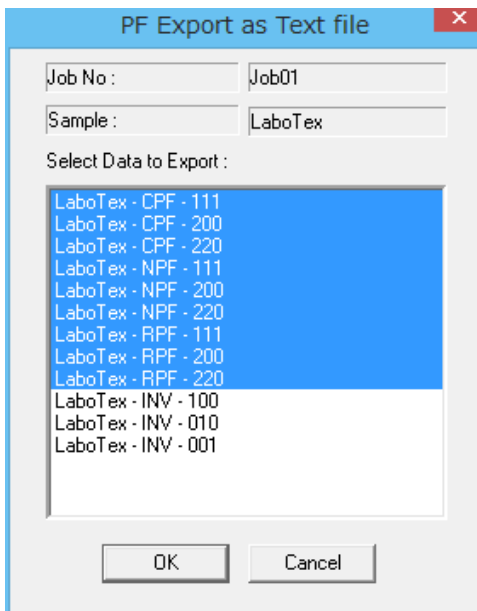 PF Export as Text file
Job No :
Job01
Sample :
LaboTex
Select Data to Export :
LaboTex - CPF - 111
LaboTex - CPF - 200
LaboTex - CPF - 220
LaboTex - NPF - 111
LaboTex - NPF - 200
LaboTex - NPF - 220
LaboTex - RPF - 111
LaboTex - RPF - 200
LaboTex - RPF - 220
LaboTex - INV - 100
LaboTex - INV - 010
LaboTex - INV - 001
OK
Cancel